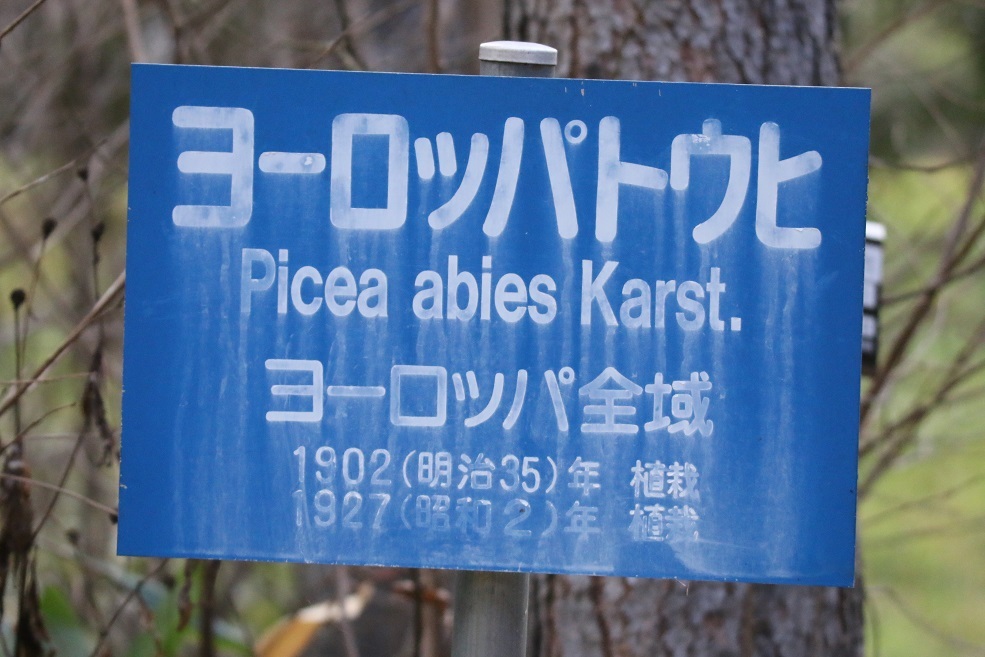 ヨーロッパトウヒ
Picea abies Karst.
ヨーロッパ全域
1902(明治35)年 植栽
1927(昭和2)年 植栽